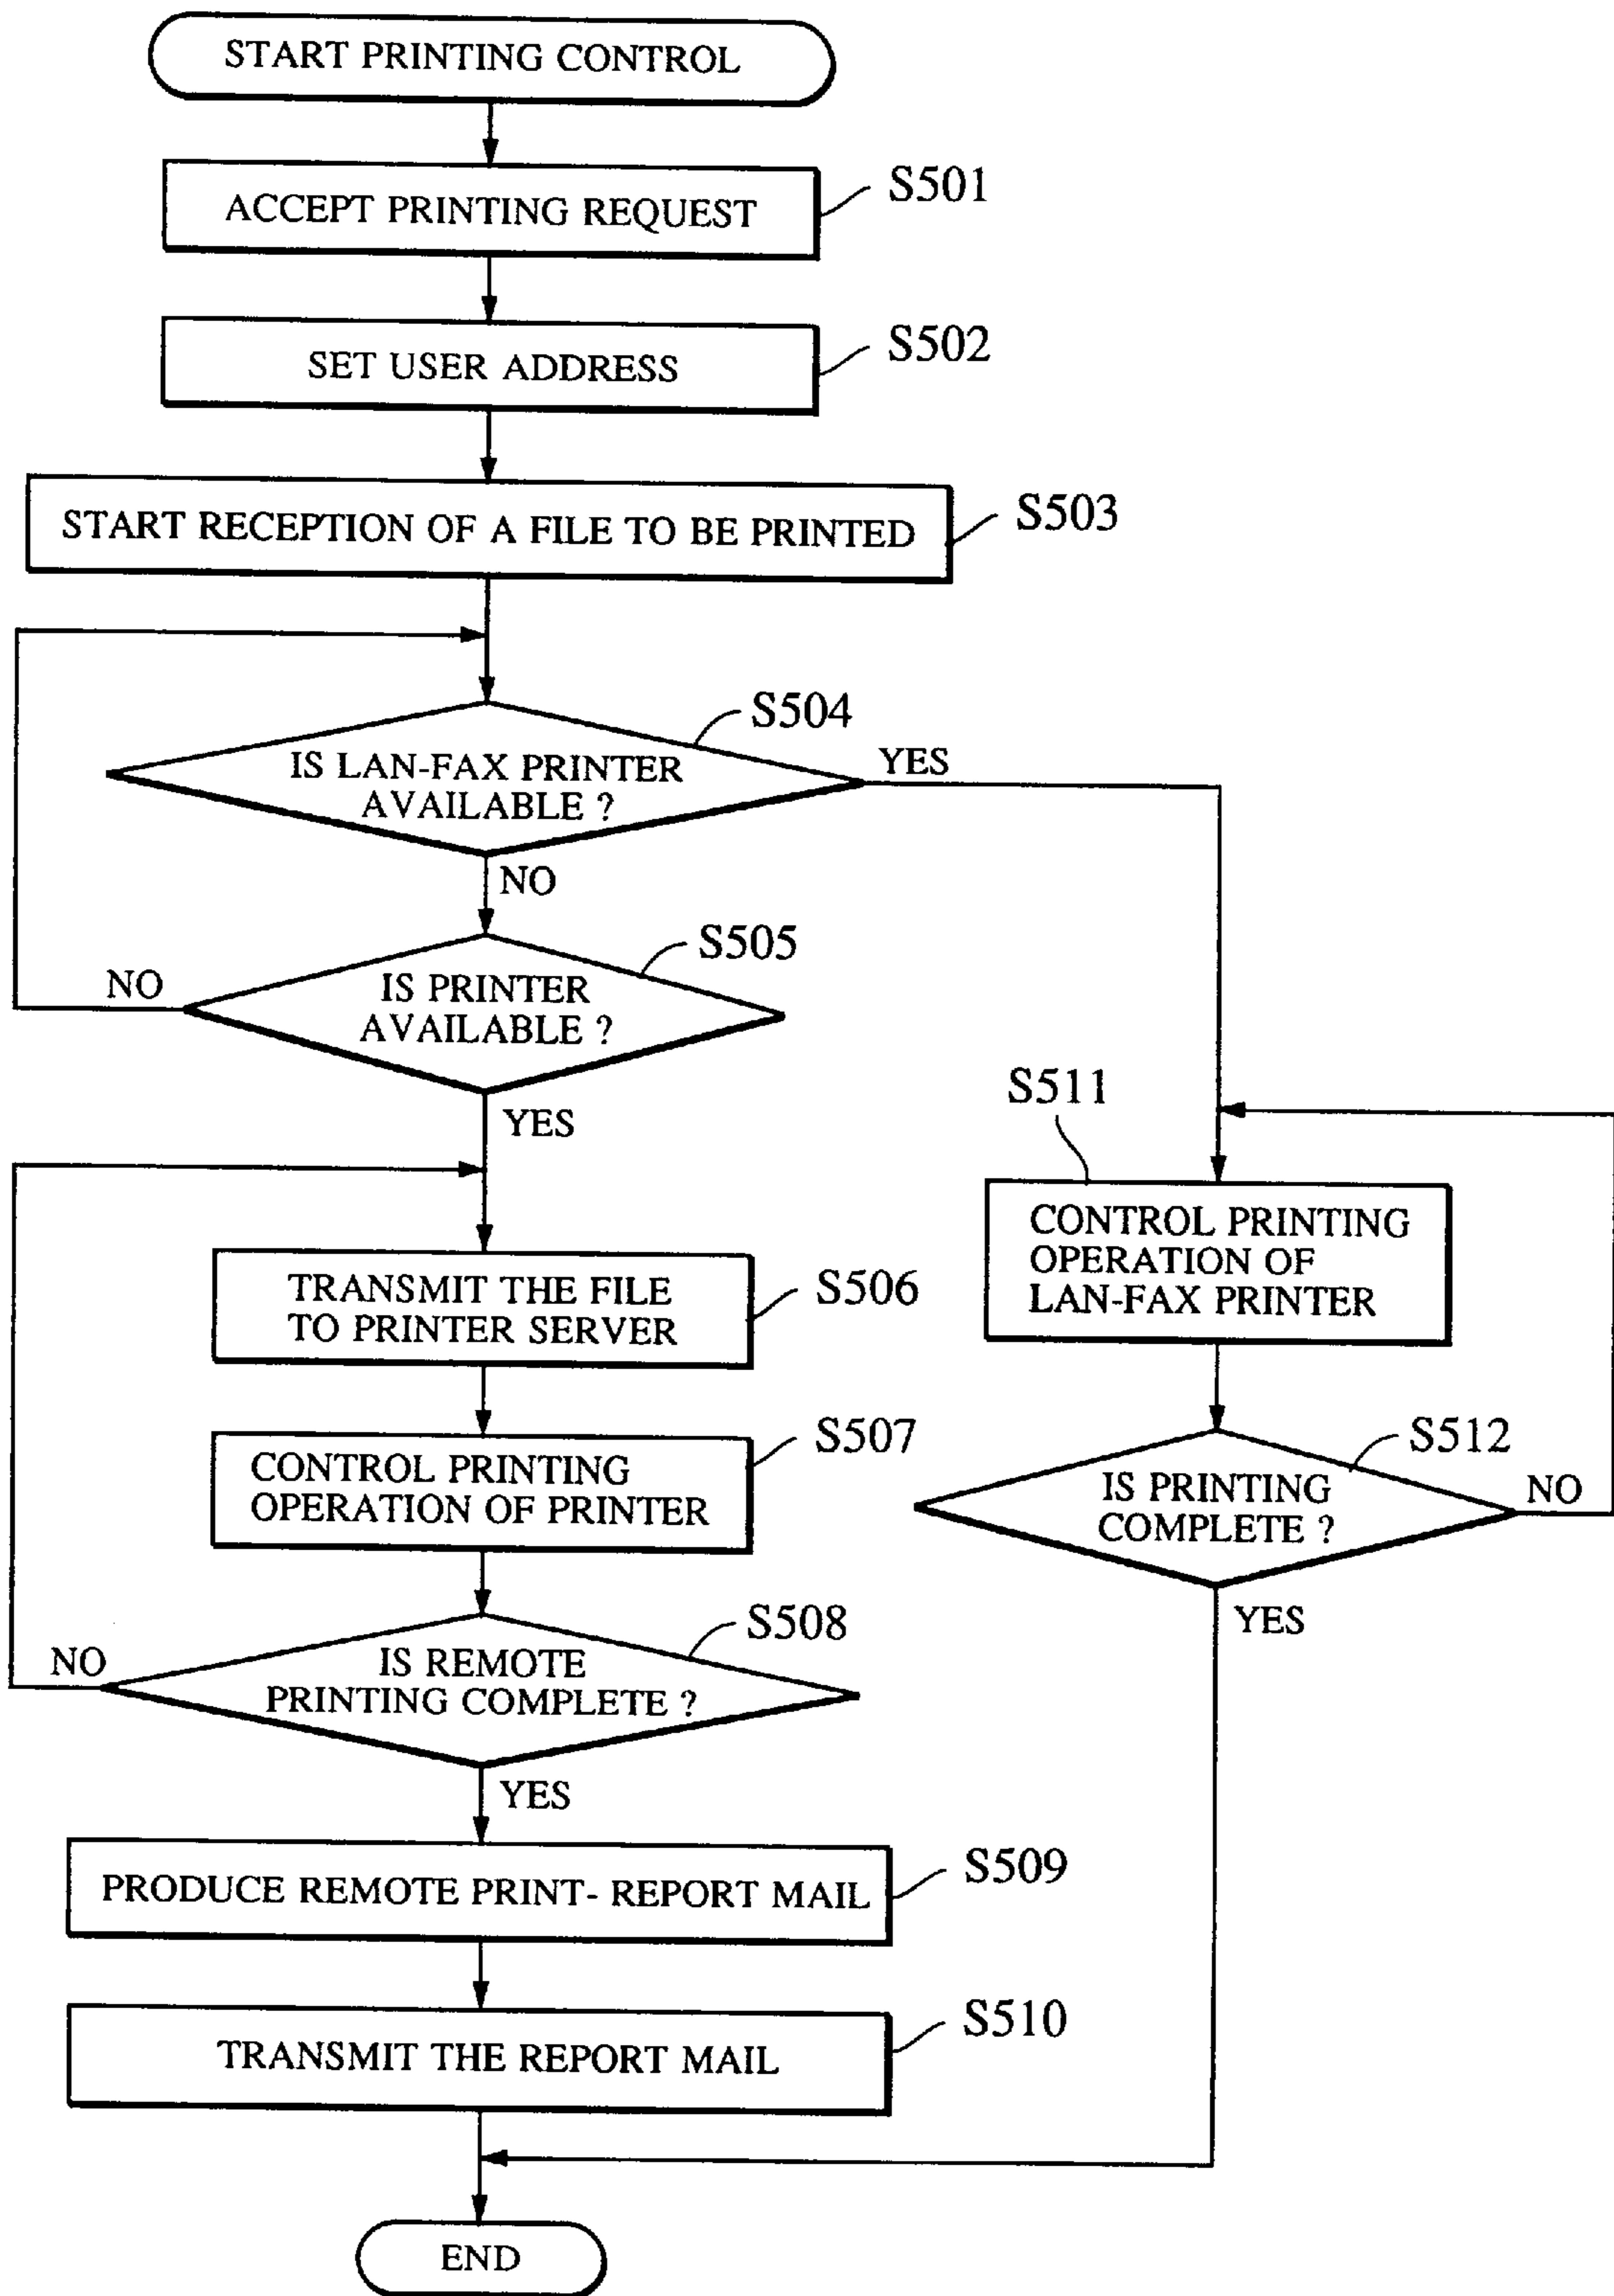 START PRINTING CONTROL
ACCEPT PRINTING REQUEST
S501
SET USER ADDRESS
S502
START RECEPTION OF A FILE TO BE PRINTED
S503
S504
IS LAN-FAX PRINTER
AVAILABLE ?
YES
NO
S505
IS PRINTER
AVAILABLE ?
NO
YES
TRANSMIT THE FILE
TO PRINTER SERVER
S506
CONTROL PRINTING
OPERATION OF PRINTER
S507
S508
IS REMOTE
PRINTING COMPLETE ?
NO
YES
PRODUCE REMOTE PRINT- REPORT MAIL
S509
TRANSMIT THE REPORT MAIL
S510
S511
CONTROL PRINTING
OPERATION OF
LAN-FAX PRINTER
S512
IS PRINTING
COMPLETE ?
NO
YES
END